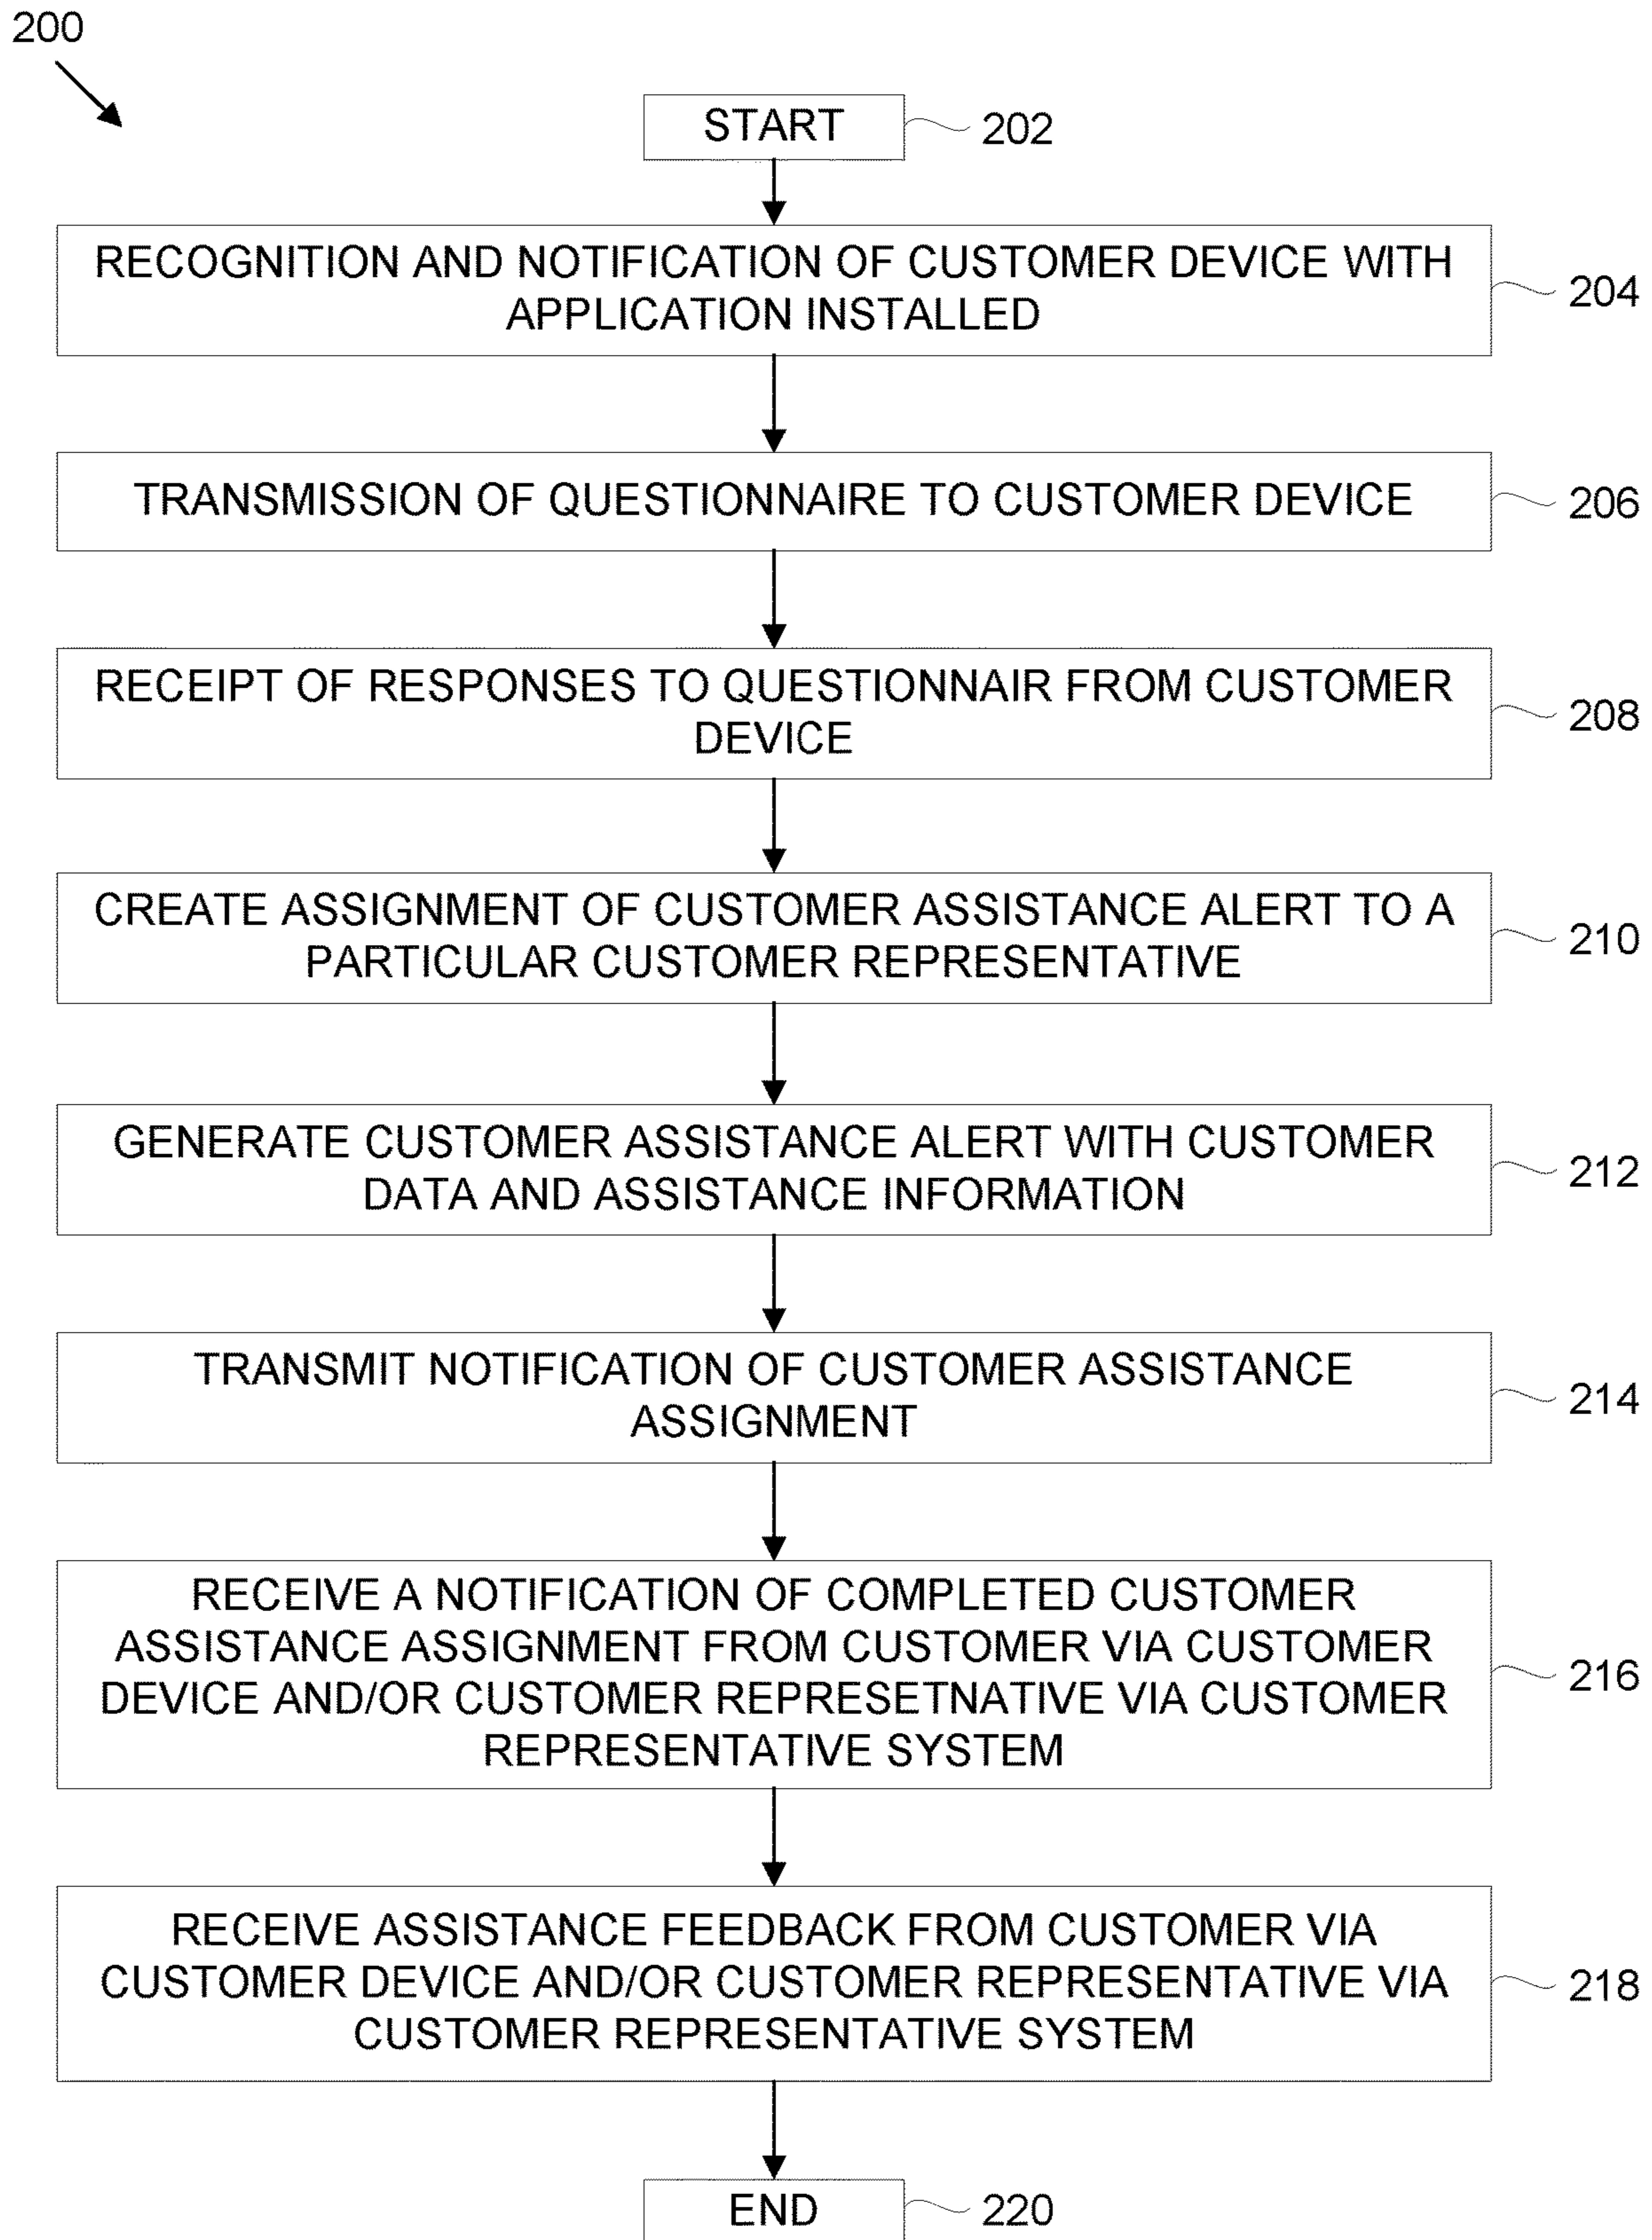 200
START
202
RECOGNITION AND NOTIFICATION OF CUSTOMER DEVICE WITH
APPLICATION INSTALLED
204
TRANSMISSION OF QUESTIONNAIRE TO CUSTOMER DEVICE
206
RECEIPT OF RESPONSES TO QUESTIONNAIR FROM CUSTOMER
DEVICE
208
CREATE ASSIGNMENT OF CUSTOMER ASSISTANCE ALERT TO A
PARTICULAR CUSTOMER REPRESENTATIVE
210
GENERATE CUSTOMER ASSISTANCE ALERT WITH CUSTOMER
DATA AND ASSISTANCE INFORMATION
212
TRANSMIT NOTIFICATION OF CUSTOMER ASSISTANCE
ASSIGNMENT
214
RECEIVE A NOTIFICATION OF COMPLETED CUSTOMER
ASSISTANCE ASSIGNMENT FROM CUSTOMER VIA CUSTOMER
DEVICE AND/OR CUSTOMER REPRESETNATIVE VIA CUSTOMER
REPRESENTATIVE SYSTEM
216
RECEIVE ASSISTANCE FEEDBACK FROM CUSTOMER VIA
CUSTOMER DEVICE AND/OR CUSTOMER REPRESENTATIVE VIA
CUSTOMER REPRESENTATIVE SYSTEM
218
END
220